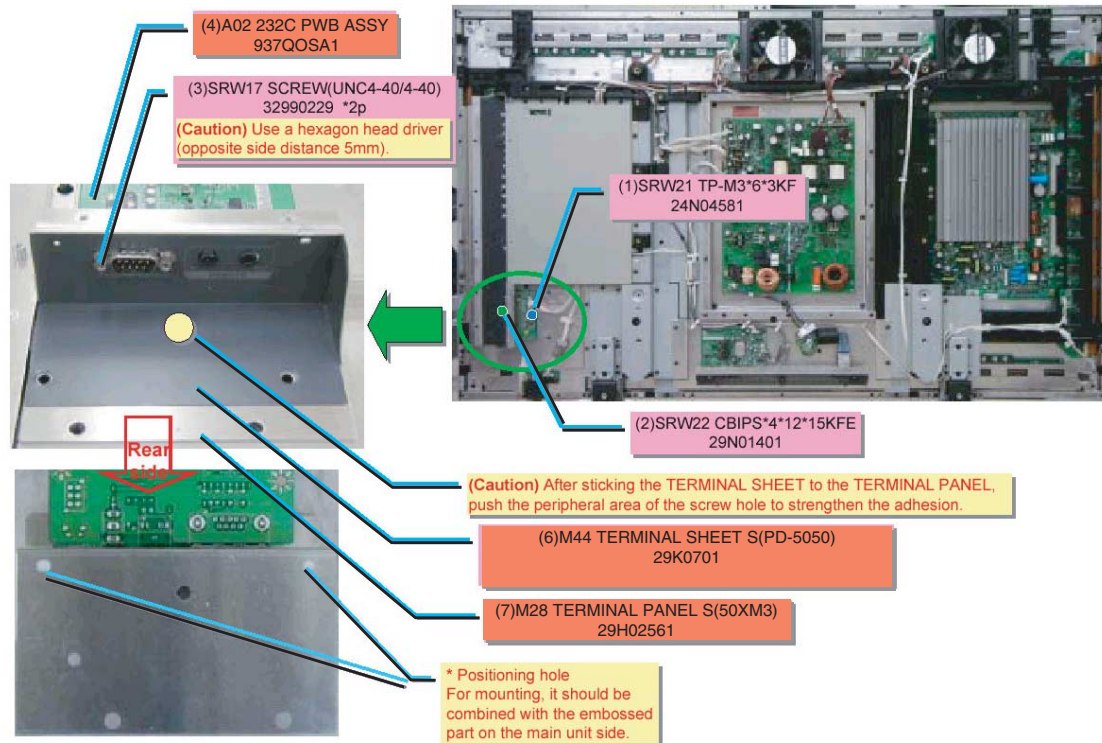 (4)A02 232C PWB ASSY
937QOSA1
(3)SRW17 SCREW(UNC4-40/4-40)
32990229 *2p
(Caution) Use a hexagon head driver
(opposite side distance 5mm).
(1)SRW21 TP-M3*6*3KF
24N04581
(2)SRW22 CBIPS*4*12*15KFE
29N01401
Rear
side
(Caution) After sticking the TERMINAL SHEET to the TERMINAL PANEL,
push the peripheral area of the screw hole to strengthen the adhesion.
(6)M44 TERMINAL SHEET S(PD-5050)
29K0701
(7)M28 TERMINAL PANEL S(50XM3)
29H02561
* Positioning hole
For mounting, it should be
combined with the embossed
part on the main unit side.